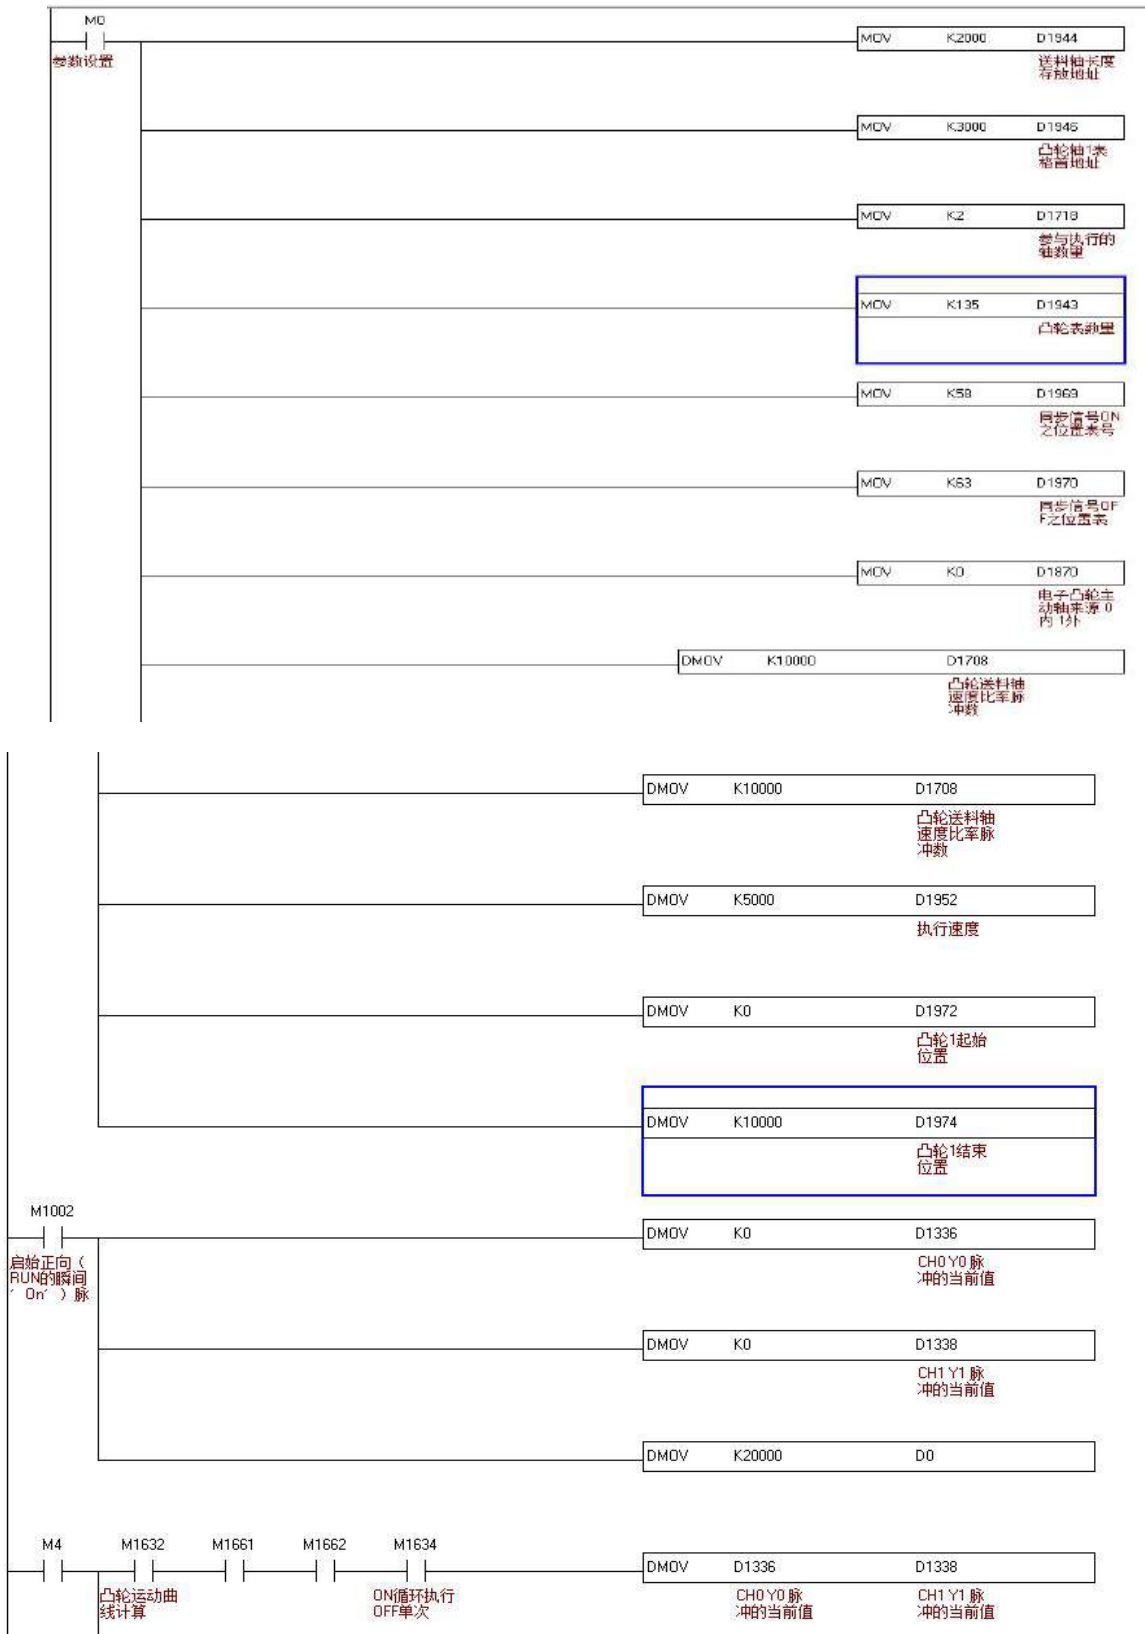 M0
参数设置
MOV K2000 D1944
送料轴长度
存放地址
MOV K3000 D1946
凸轮轴1表
格首地址
MOV K2 D1718
参与执行的
轴数量
MOV K135 D1943
凸轮表数量
MOV K58 D1969
同步信号ON
之位置表号
MOV K63 D1970
同步信号OF
F之位置表
MOV K0 D1870
电子凸轮主
动轴来源 0
内 1外
DMOV K10000 D1708
凸轮送料轴
速度比率脉
冲数
DMOV K10000 D1708
凸轮送料轴
速度比率脉
冲数
DMOV K5000 D1952
执行速度
DMOV K0 D1972
凸轮1起始
位置
DMOV K10000 D1974
凸轮1结束
位置
M1002
启始正向（
RUN的瞬间
‘On’）脉
DMOV K0 D1336
CH0 Y0 脉
冲的当前值
DMOV K0 D1338
CH1 Y1 脉
冲的当前值
DMOV K20000 D0
M4 M1632 M1661 M1662 M1634
凸轮运动曲
线计算
ON循环执行
OFF单次
DMOV D1336 D1338
CH0 Y0 脉
冲的当前值
CH1 Y1 脉
冲的当前值